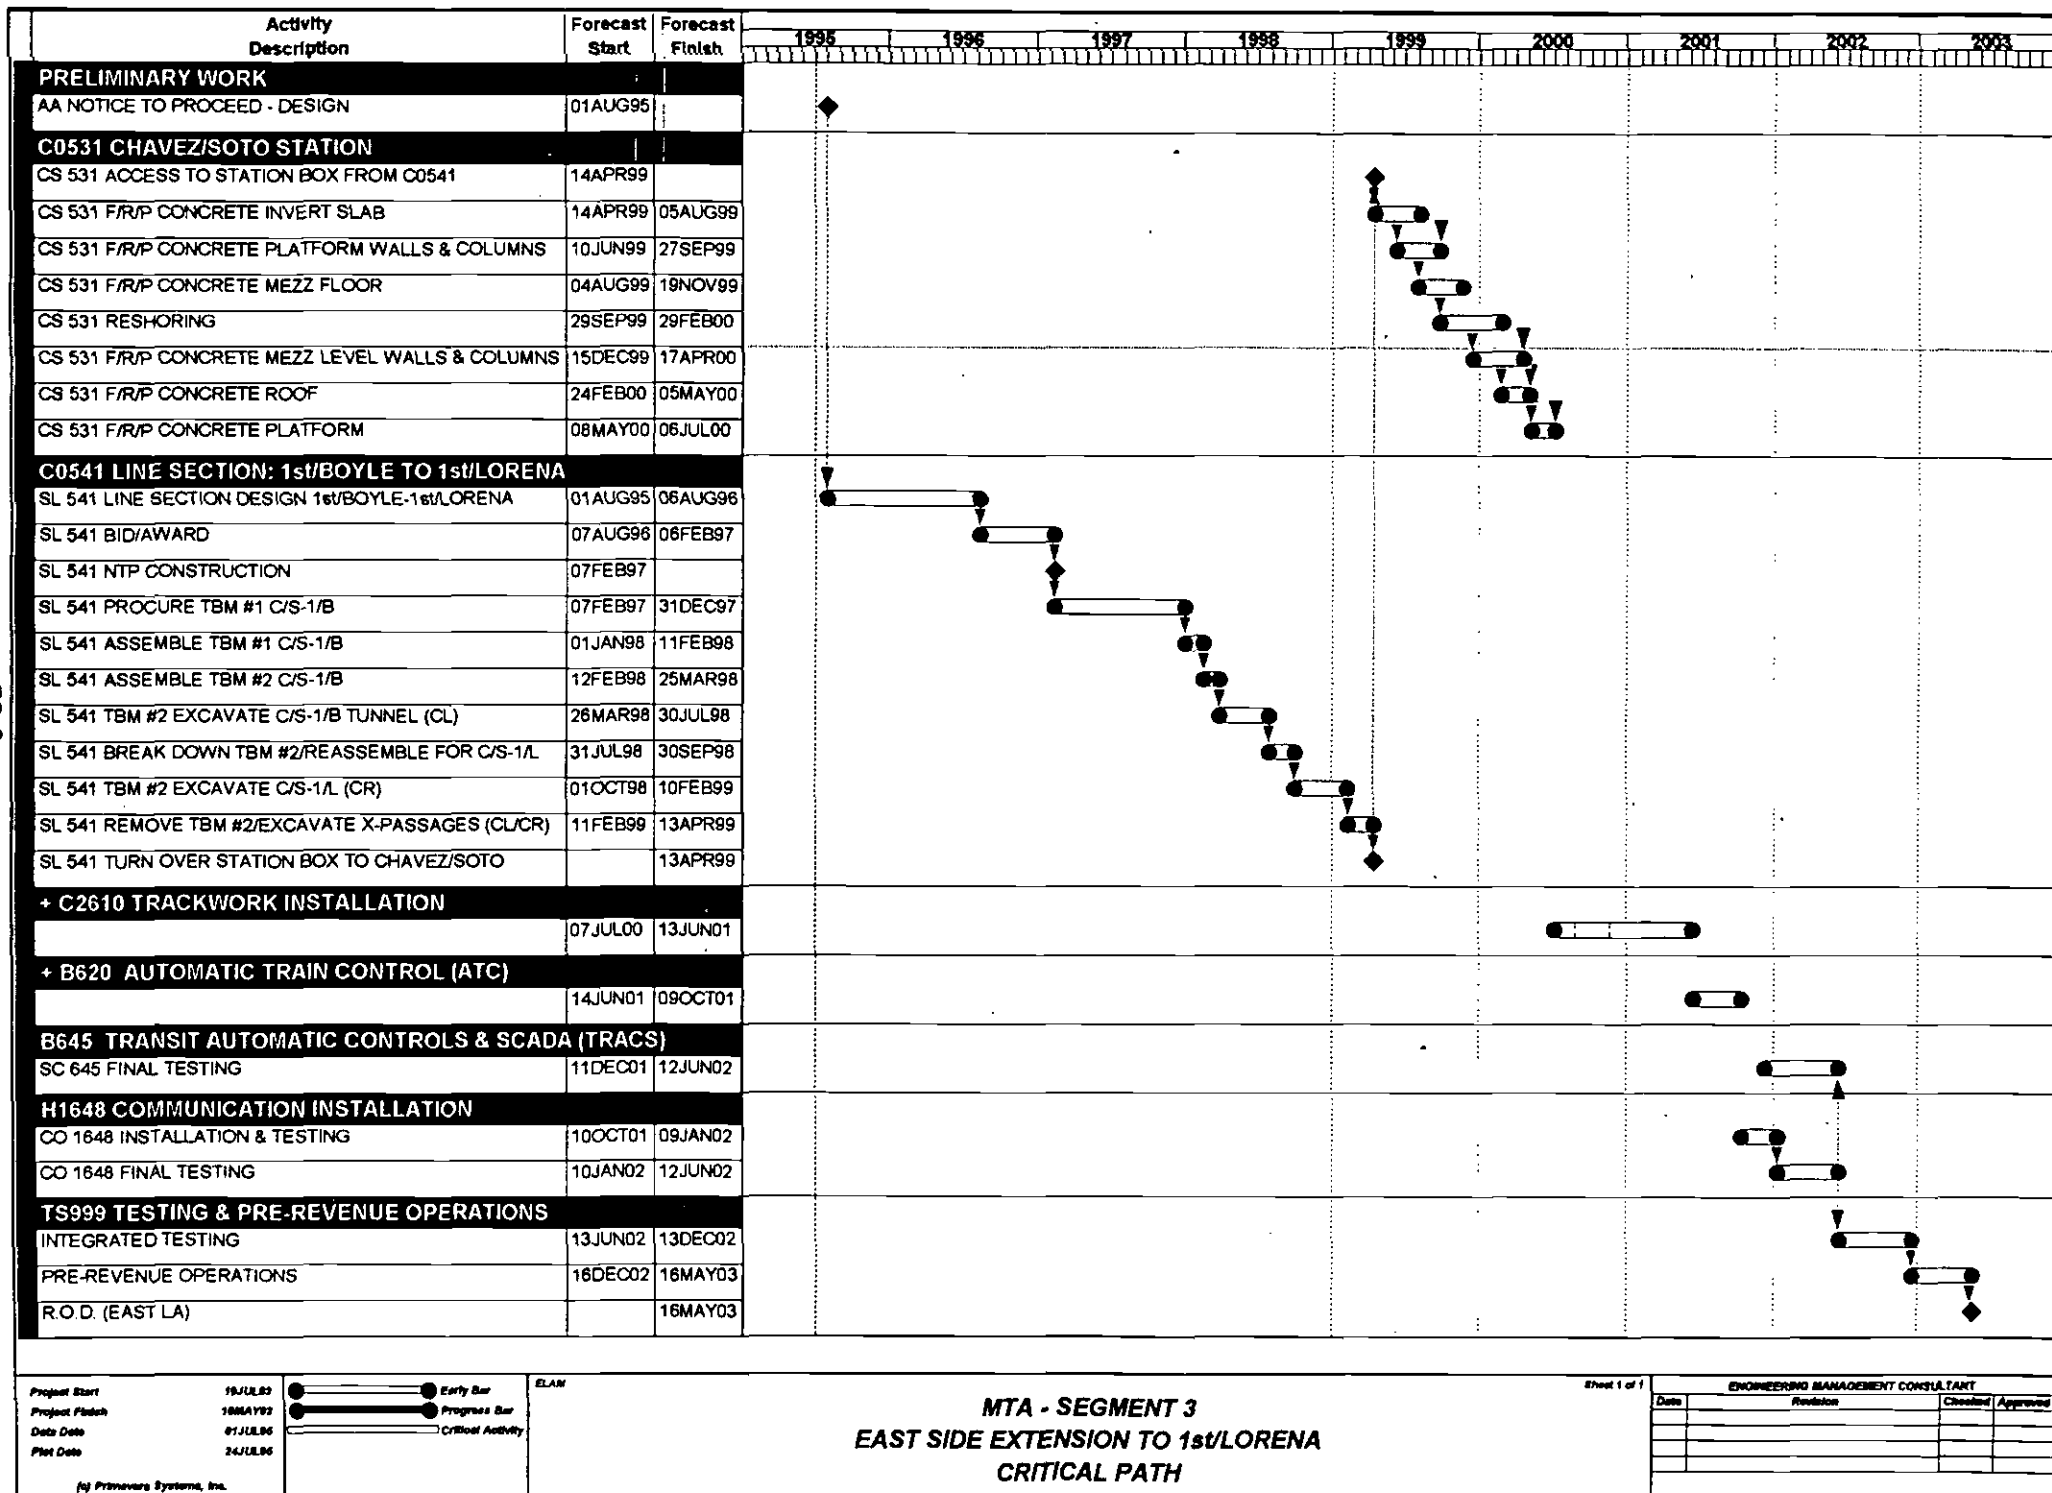 Activity Description Forecast Start Forecast Finish
1995 1996 1997 1998 1999 2000 2001 2002 2003
PRELIMINARY WORK
AA NOTICE TO PROCEED - DESIGN 01AUG95
C0531 CHAVEZ/SOTO STATION
CS 531 ACCESS TO STATION BOX FROM C0541 14APR99
CS 531 F/R/P CONCRETE INVERT SLAB 14APR99 05AUG99
CS 531 F/R/P CONCRETE PLATFORM WALLS & COLUMNS 10JUN99 27SEP99
CS 531 F/R/P CONCRETE MEZZ FLOOR 04AUG99 19NOV99
CS 531 RESHORING 29SEP99 29FEB00
CS 531 F/R/P CONCRETE MEZZ LEVEL WALLS & COLUMNS 15DEC99 17APR00
CS 531 F/R/P CONCRETE ROOF 24FEB00 05MAY00
CS 531 F/R/P CONCRETE PLATFORM 08MAY00 06JUL00
C0541 LINE SECTION: 1st/BOYLE TO 1st/LORENA
SL 541 LINE SECTION DESIGN 1st/BOYLE-1st/LORENA 01AUG95 06AUG96
SL 541 BID/AWARD 07AUG96 06FEB97
SL 541 NTP CONSTRUCTION 07FEB97
SL 541 PROCURE TBM #1 C/S-1/B 07FEB97 31DEC97
SL 541 ASSEMBLE TBM #1 C/S-1/B 01JAN98 11FEB98
SL 541 ASSEMBLE TBM #2 C/S-1/B 12FEB98 25MAR98
SL 541 TBM #2 EXCAVATE C/S-1/B TUNNEL (CL) 26MAR98 30JUL98
SL 541 BREAK DOWN TBM #2/REASSEMBLE FOR C/S-1/L 31JUL98 30SEP98
SL 541 TBM #2 EXCAVATE C/S-1/L (CR) 01OCT98 10FEB99
SL 541 REMOVE TBM #2/EXCAVATE X-PASSAGES (CL/CR) 11FEB99 13APR99
SL 541 TURN OVER STATION BOX TO CHAVEZ/SOTO 13APR99
+ C2610 TRACKWORK INSTALLATION
07JUL00 13JUN01
+ B620 AUTOMATIC TRAIN CONTROL (ATC)
14JUN01 09OCT01
B645 TRANSIT AUTOMATIC CONTROLS & SCADA (TRACS)
SC 645 FINAL TESTING 11DEC01 12JUN02
H1648 COMMUNICATION INSTALLATION
CO 1648 INSTALLATION & TESTING 10OCT01 09JAN02
CO 1648 FINAL TESTING 10JAN02 12JUN02
TS999 TESTING & PRE-REVENUE OPERATIONS
INTEGRATED TESTING 13JUN02 13DEC02
PRE-REVENUE OPERATIONS 16DEC02 16MAY03
R.O.D. (EAST LA) 16MAY03
Project Start
Project Finish
Data Date 01JUL96
Plot Date 24JUL96
(c) Primavera Systems, Inc.
Early Bar
Progress Bar
Critical Activity
ELAM
MTA - SEGMENT 3
EAST SIDE EXTENSION TO 1st/LORENA
CRITICAL PATH
Sheet 1 of 1
ENGINEERING MANAGEMENT CONSULTANT
Date Revision Checked Approved